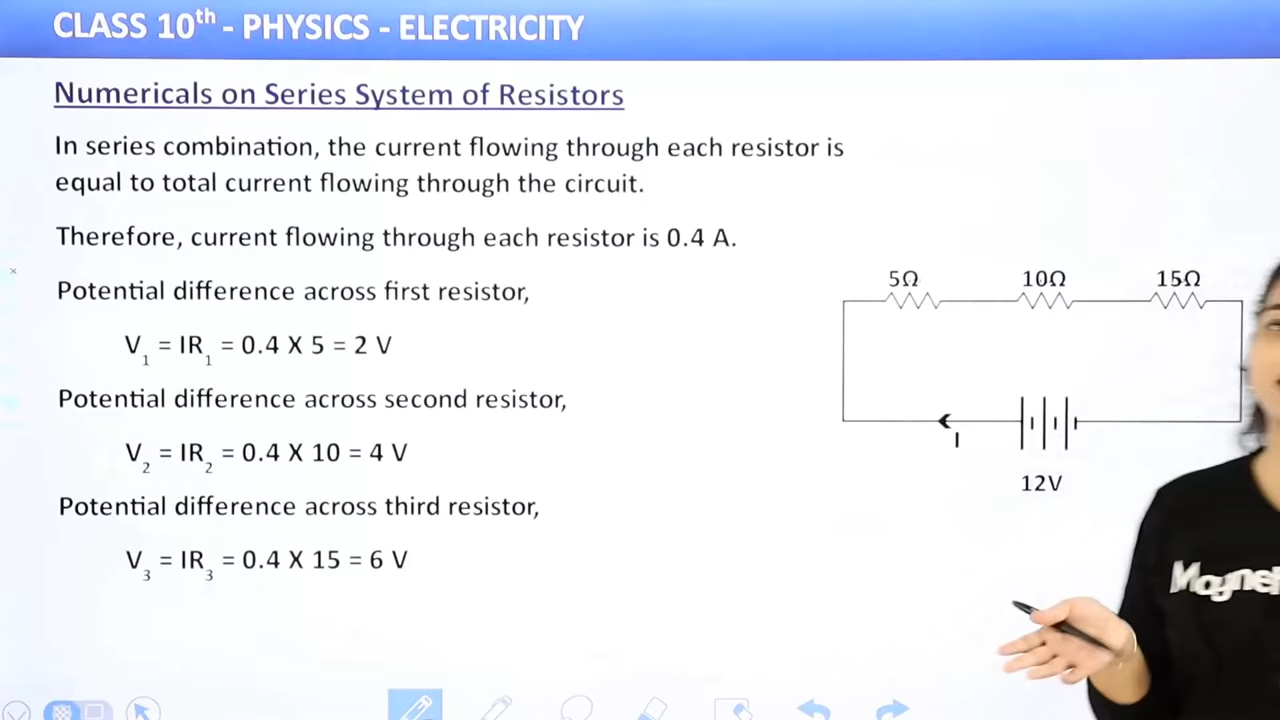 CLASS 10th - PHYSICS - ELECTRICITY
Numericals on Series System of Resistors
In series combination, the current flowing through each resistor is
equal to total current flowing through the circuit.
Therefore, current flowing through each resistor is 0.4 A.
Potential difference across first resistor,
V1 = IR1 = 0.4 X 5 = 2 V
Potential difference across second resistor,
V2 = IR2 = 0.4 X 10 = 4 V
Potential difference across third resistor,
V3 = IR3 = 0.4 X 15 = 6 V
5Ω 10Ω 15Ω
I
12V